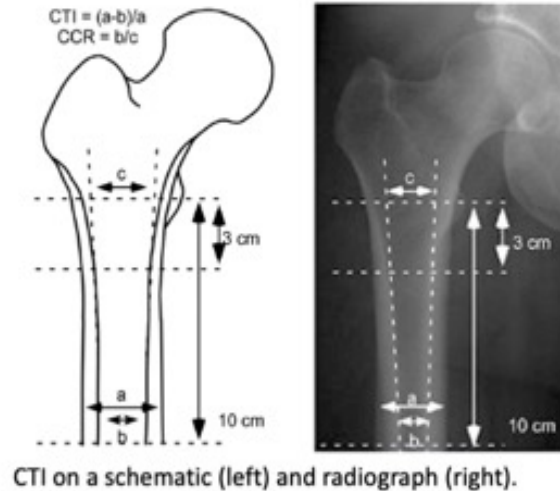 CTI = (a-b)/a
CCR = b/c
c
3 cm
a
10 cm
b
c
3 cm
a
10 cm
b
CTI on a schematic (left) and radiograph (right).